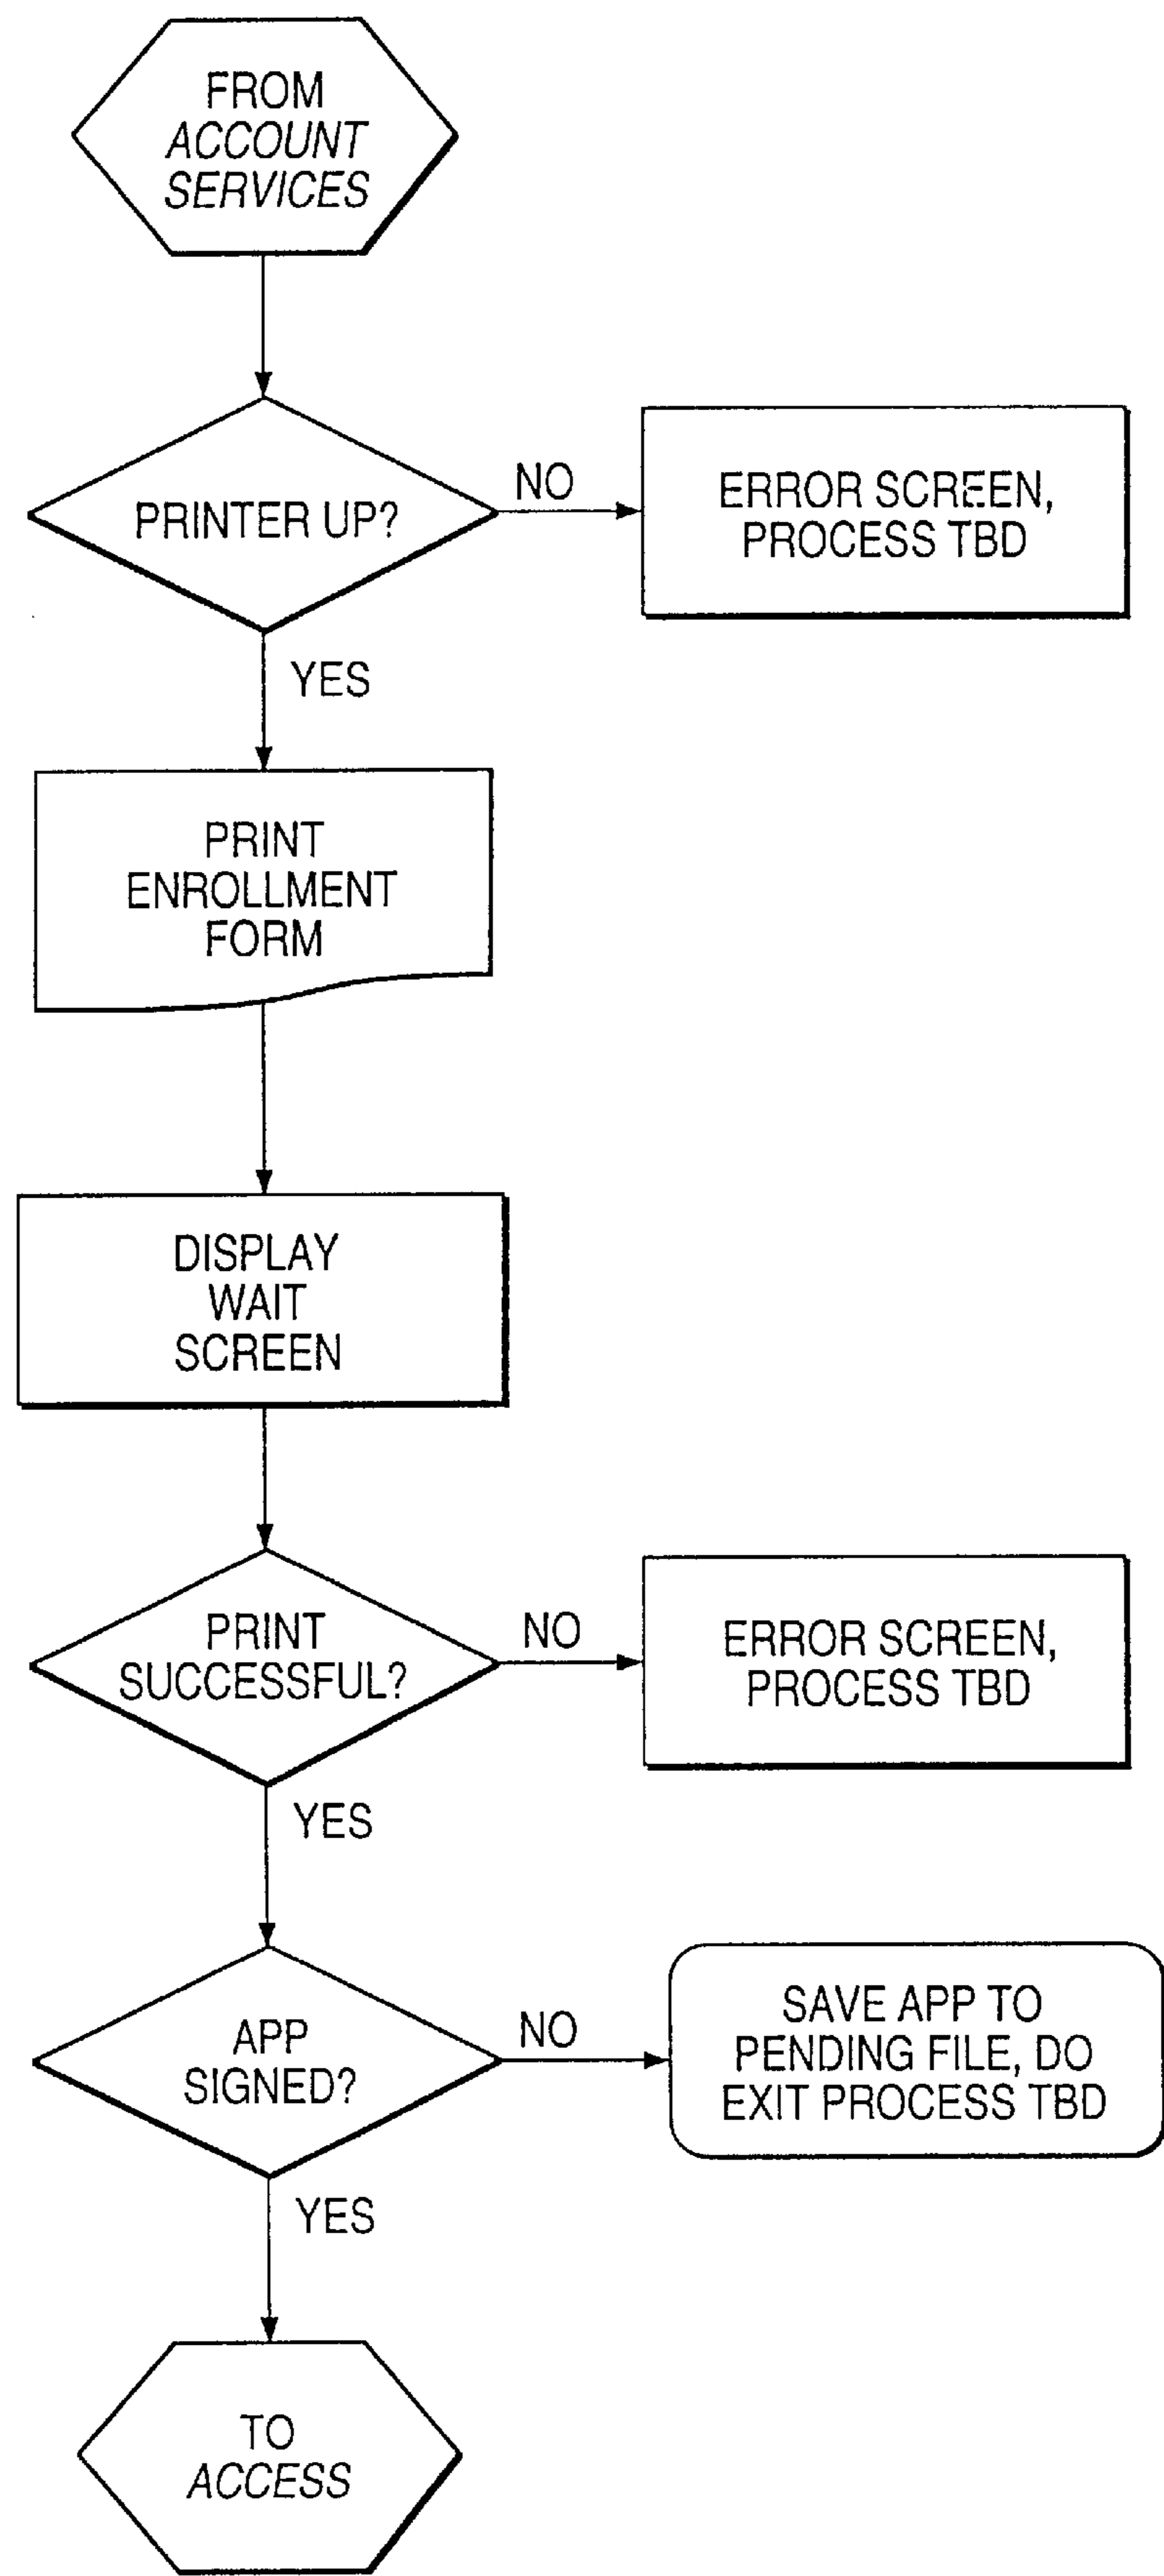 FROM
ACCOUNT
SERVICES
PRINTER UP?
NO
ERROR SCREEN,
PROCESS TBD
YES
PRINT
ENROLLMENT
FORM
DISPLAY
WAIT
SCREEN
PRINT
SUCCESSFUL?
NO
ERROR SCREEN,
PROCESS TBD
YES
APP
SIGNED?
NO
SAVE APP TO
PENDING FILE, DO
EXIT PROCESS TBD
YES
TO
ACCESS